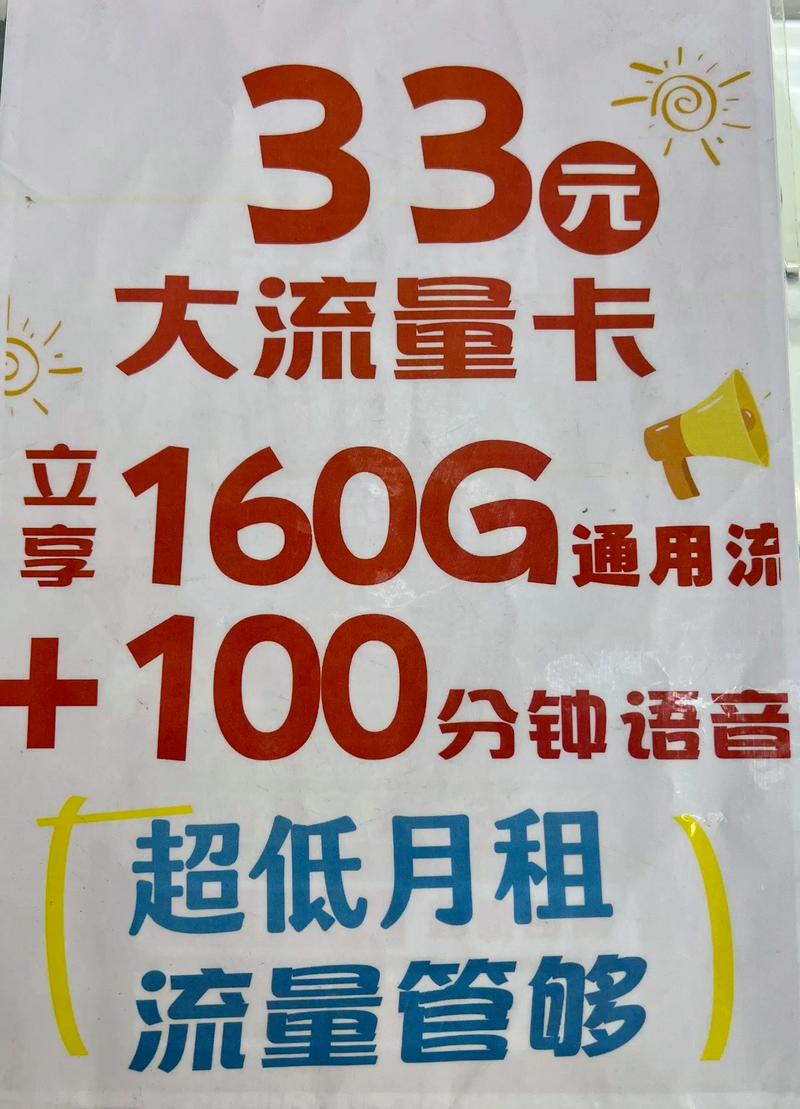 33元
大流量卡
立享160G通用流
+100分钟语音
超低月租
流量管够